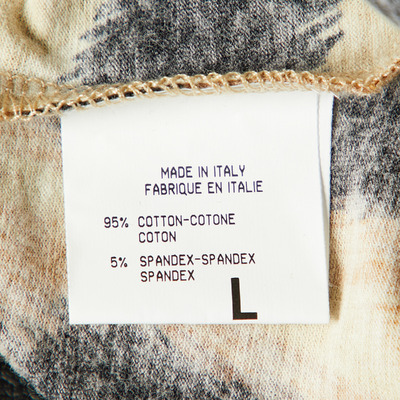 MADE IN ITALY
FABRIQUE EN ITALIE
95% COTTON-COTONE
COTON
5% SPANDEX-SPANDEX
SPANDEX
L